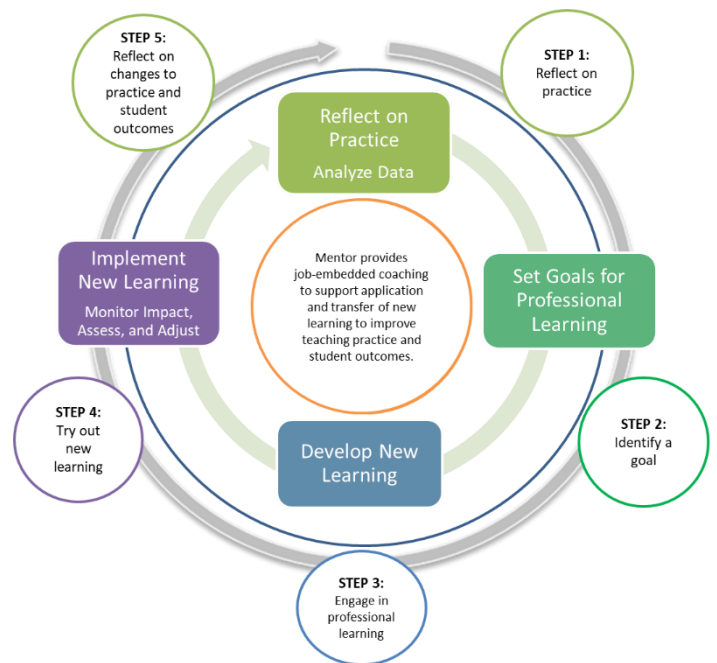 STEP 5:
Reflect on
changes to
practice and
student
outcomes
STEP 1:
Reflect on
practice
Reflect on
Practice
Analyze Data
Implement
New Learning
Monitor Impact,
Assess, and Adjust
Mentor provides
job-embedded coaching
to support application
and transfer of new
learning to improve
teaching practice and
student outcomes.
Set Goals for
Professional
Learning
STEP 4:
Try out
new
learning
Develop New
Learning
STEP 2:
Identify a
goal
STEP 3:
Engage in
professional
learning